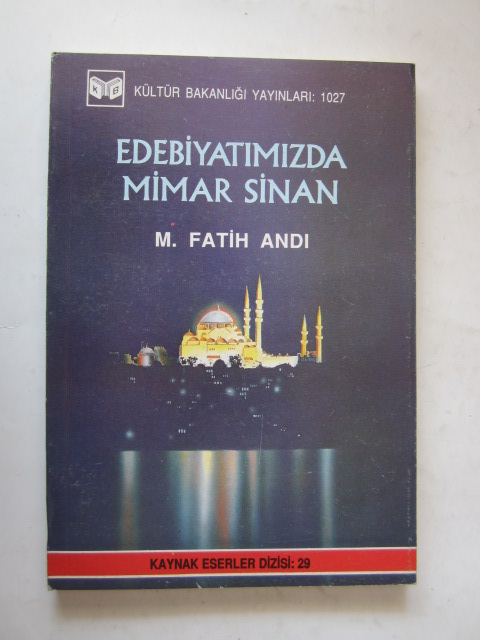 K B
KÜLTÜR BAKANLIĞI YAYINLARI: 1027
EDEBİYATIMIZDA
MİMAR SİNAN
M. FATİH ANDI
KAYNAK ESERLER DİZİSİ: 29